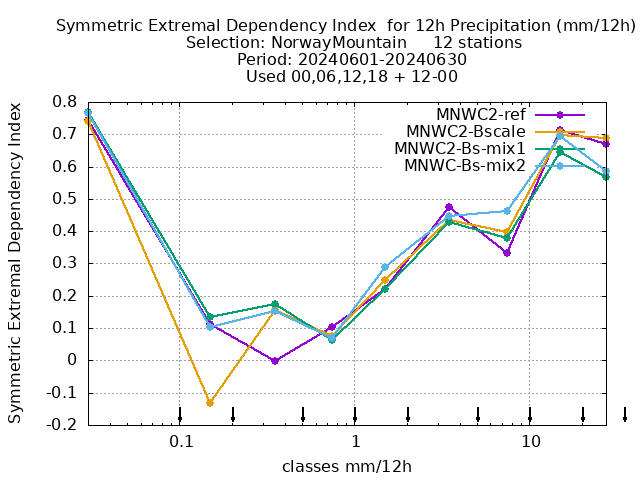 Symmetric Extremal Dependency Index  for 12h Precipitation (mm/12h)
Selection: NorwayMountain     12 stations
Period: 20240601-20240630
Used 00,06,12,18 + 12-00
Symmetric Extremal Dependency Index
0.8
0.7
0.6
0.5
0.4
0.3
0.2
0.1
0
-0.1
-0.2
MNWC2-ref
MNWC2-Bscale
MNWC2-Bs-mix1
MNWC-Bs-mix2
0.1 1 10
classes mm/12h